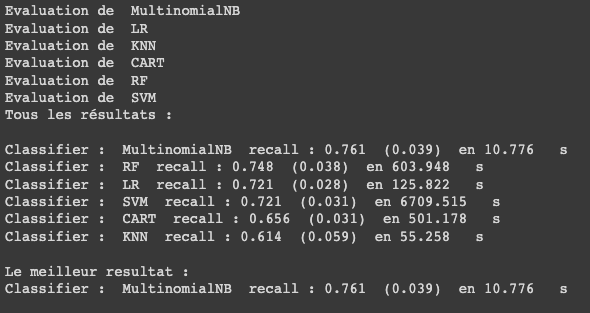 Evaluation de  MultinomialNB
Evaluation de  LR
Evaluation de  KNN
Evaluation de  CART
Evaluation de  RF
Evaluation de  SVM
Tous les résultats :
Classifier :  MultinomialNB  recall : 0.761  (0.039)  en 10.776   s
Classifier :  RF  recall : 0.748  (0.038)  en 603.948   s
Classifier :  LR  recall : 0.721  (0.028)  en 125.822   s
Classifier :  SVM  recall : 0.721  (0.031)  en 6709.515   s
Classifier :  CART  recall : 0.656  (0.031)  en 501.178   s
Classifier :  KNN  recall : 0.614  (0.059)  en 55.258   s
Le meilleur resultat :
Classifier :  MultinomialNB  recall : 0.761  (0.039)  en 10.776   s